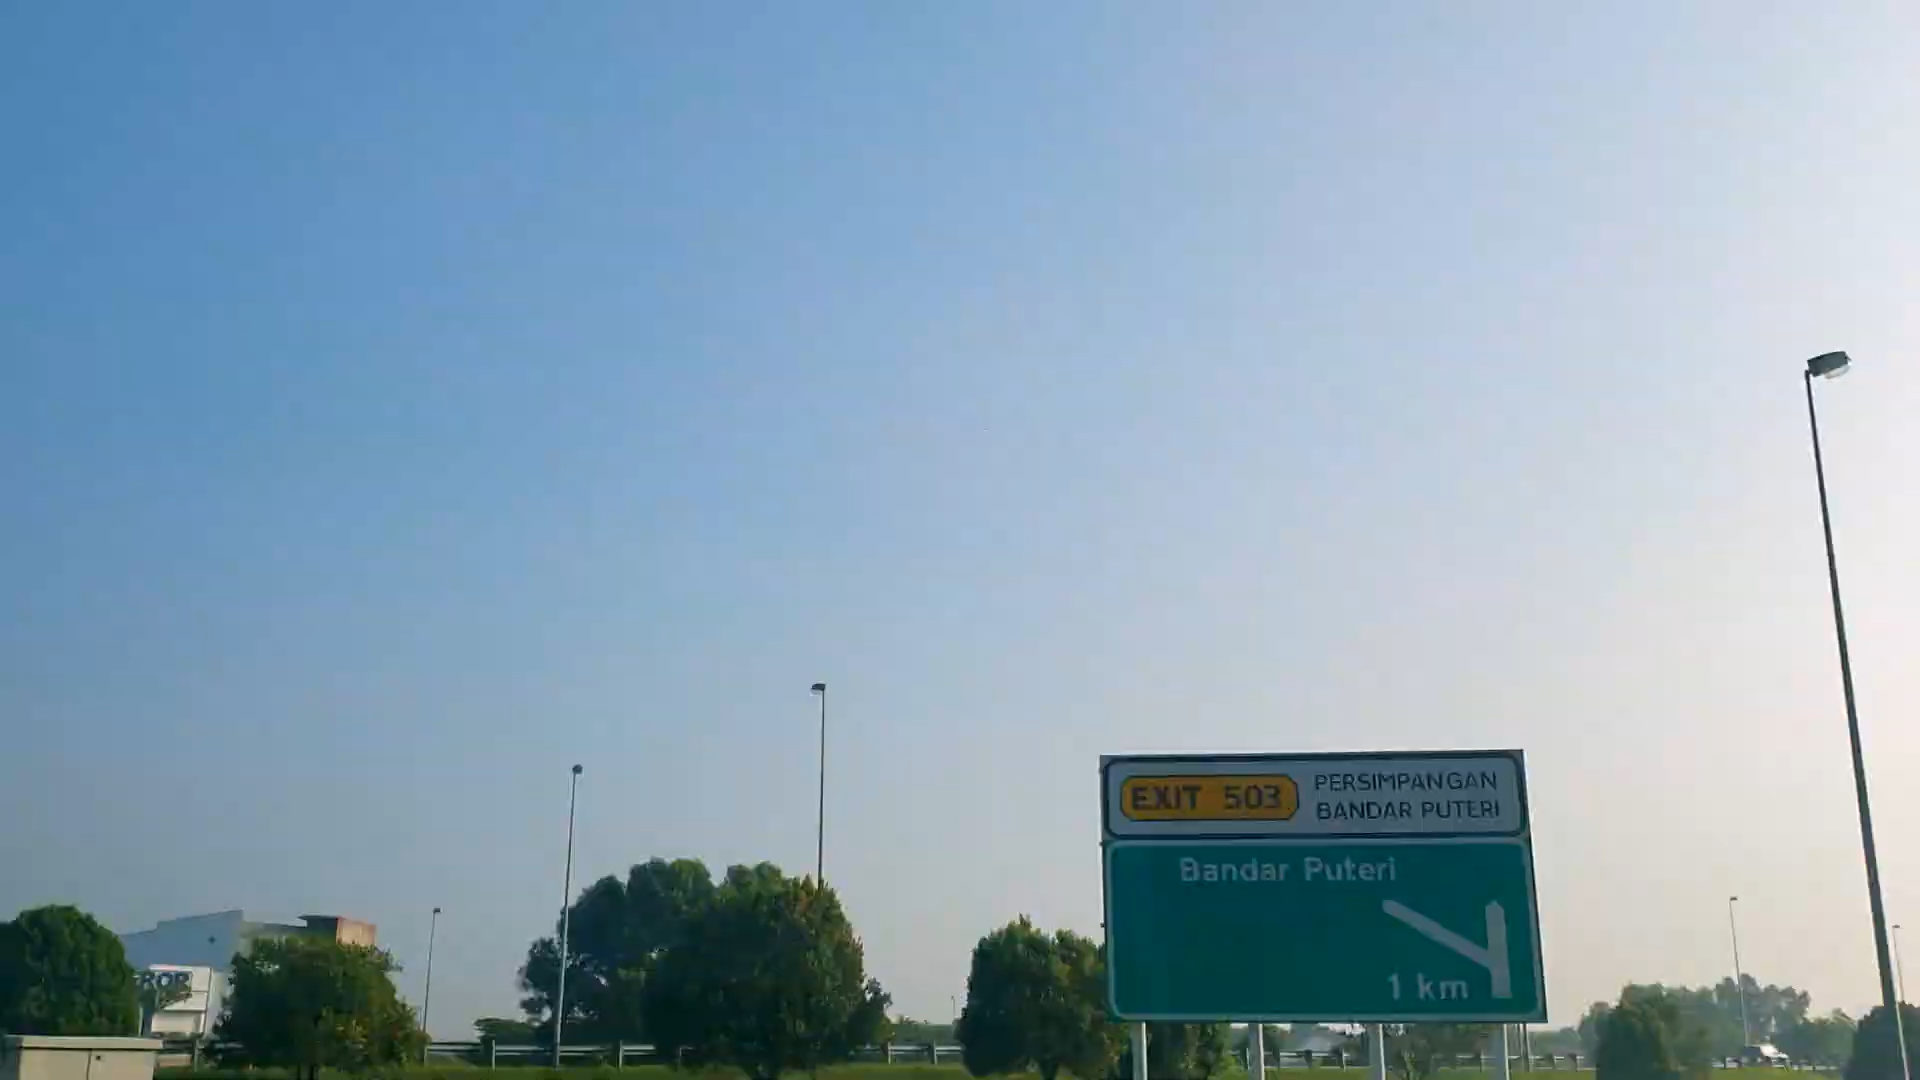 EXIT 503
PERSIMPANGAN
BANDAR PUTERI
Bandar Puteri
1 km